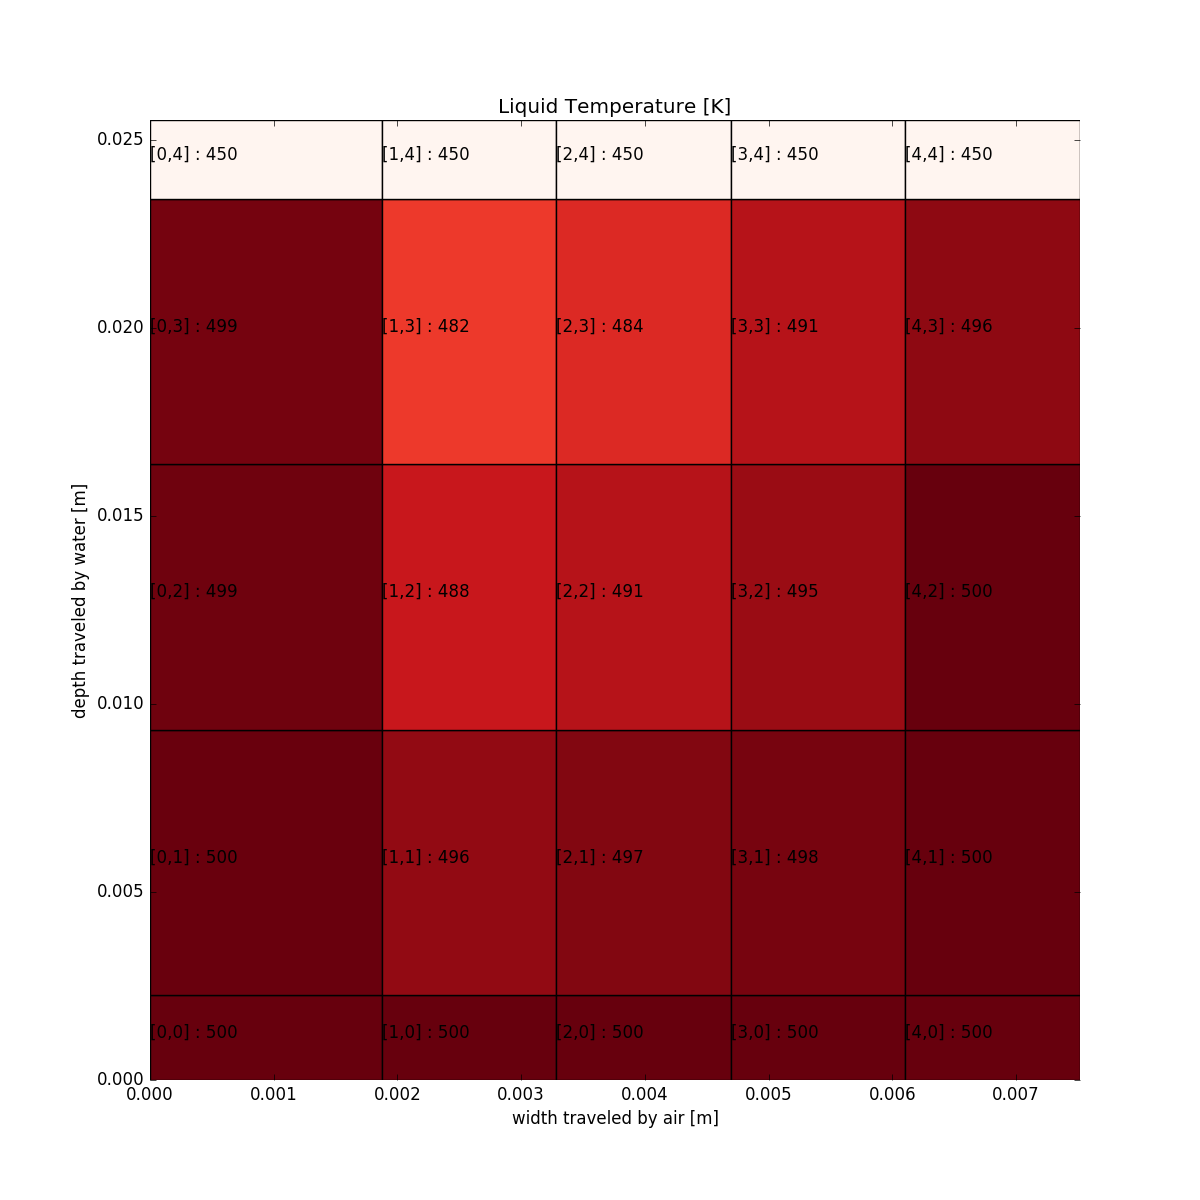 Liquid Temperature [K]
0.025
[0,4] : 450 [1,4] : 450 [2,4] : 450 [3,4] : 450 [4,4] : 450
0.020 [0,3] : 499 [1,3] : 482 [2,3] : 484 [3,3] : 491 [4,3] : 496
0.015
[0,2] : 499 [1,2] : 488 [2,2] : 491 [3,2] : 495 [4,2] : 500
depth traveled by water [m]
0.010
[0,1] : 500 [1,1] : 496 [2,1] : 497 [3,1] : 498 [4,1] : 500
0.005
[0,0] : 500 [1,0] : 500 [2,0] : 500 [3,0] : 500 [4,0] : 500
0.000
0.000 0.001 0.002 0.003 0.004 0.005 0.006 0.007
width traveled by air [m]